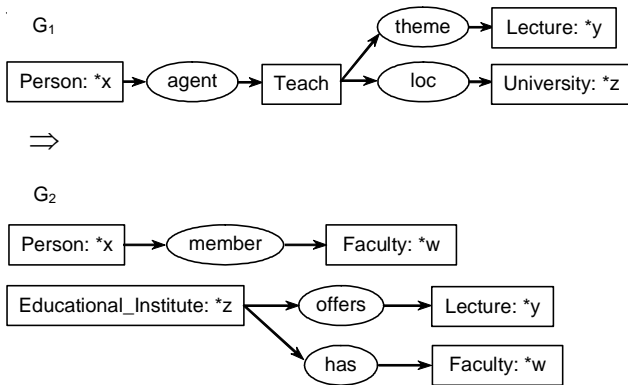 G₁
theme
Lecture: *y
Person: *x
agent
Teach
loc
University: *z
⇒
G₂
Person: *x
member
Faculty: *w
Educational_Institute: *z
offers
Lecture: *y
has
Faculty: *w